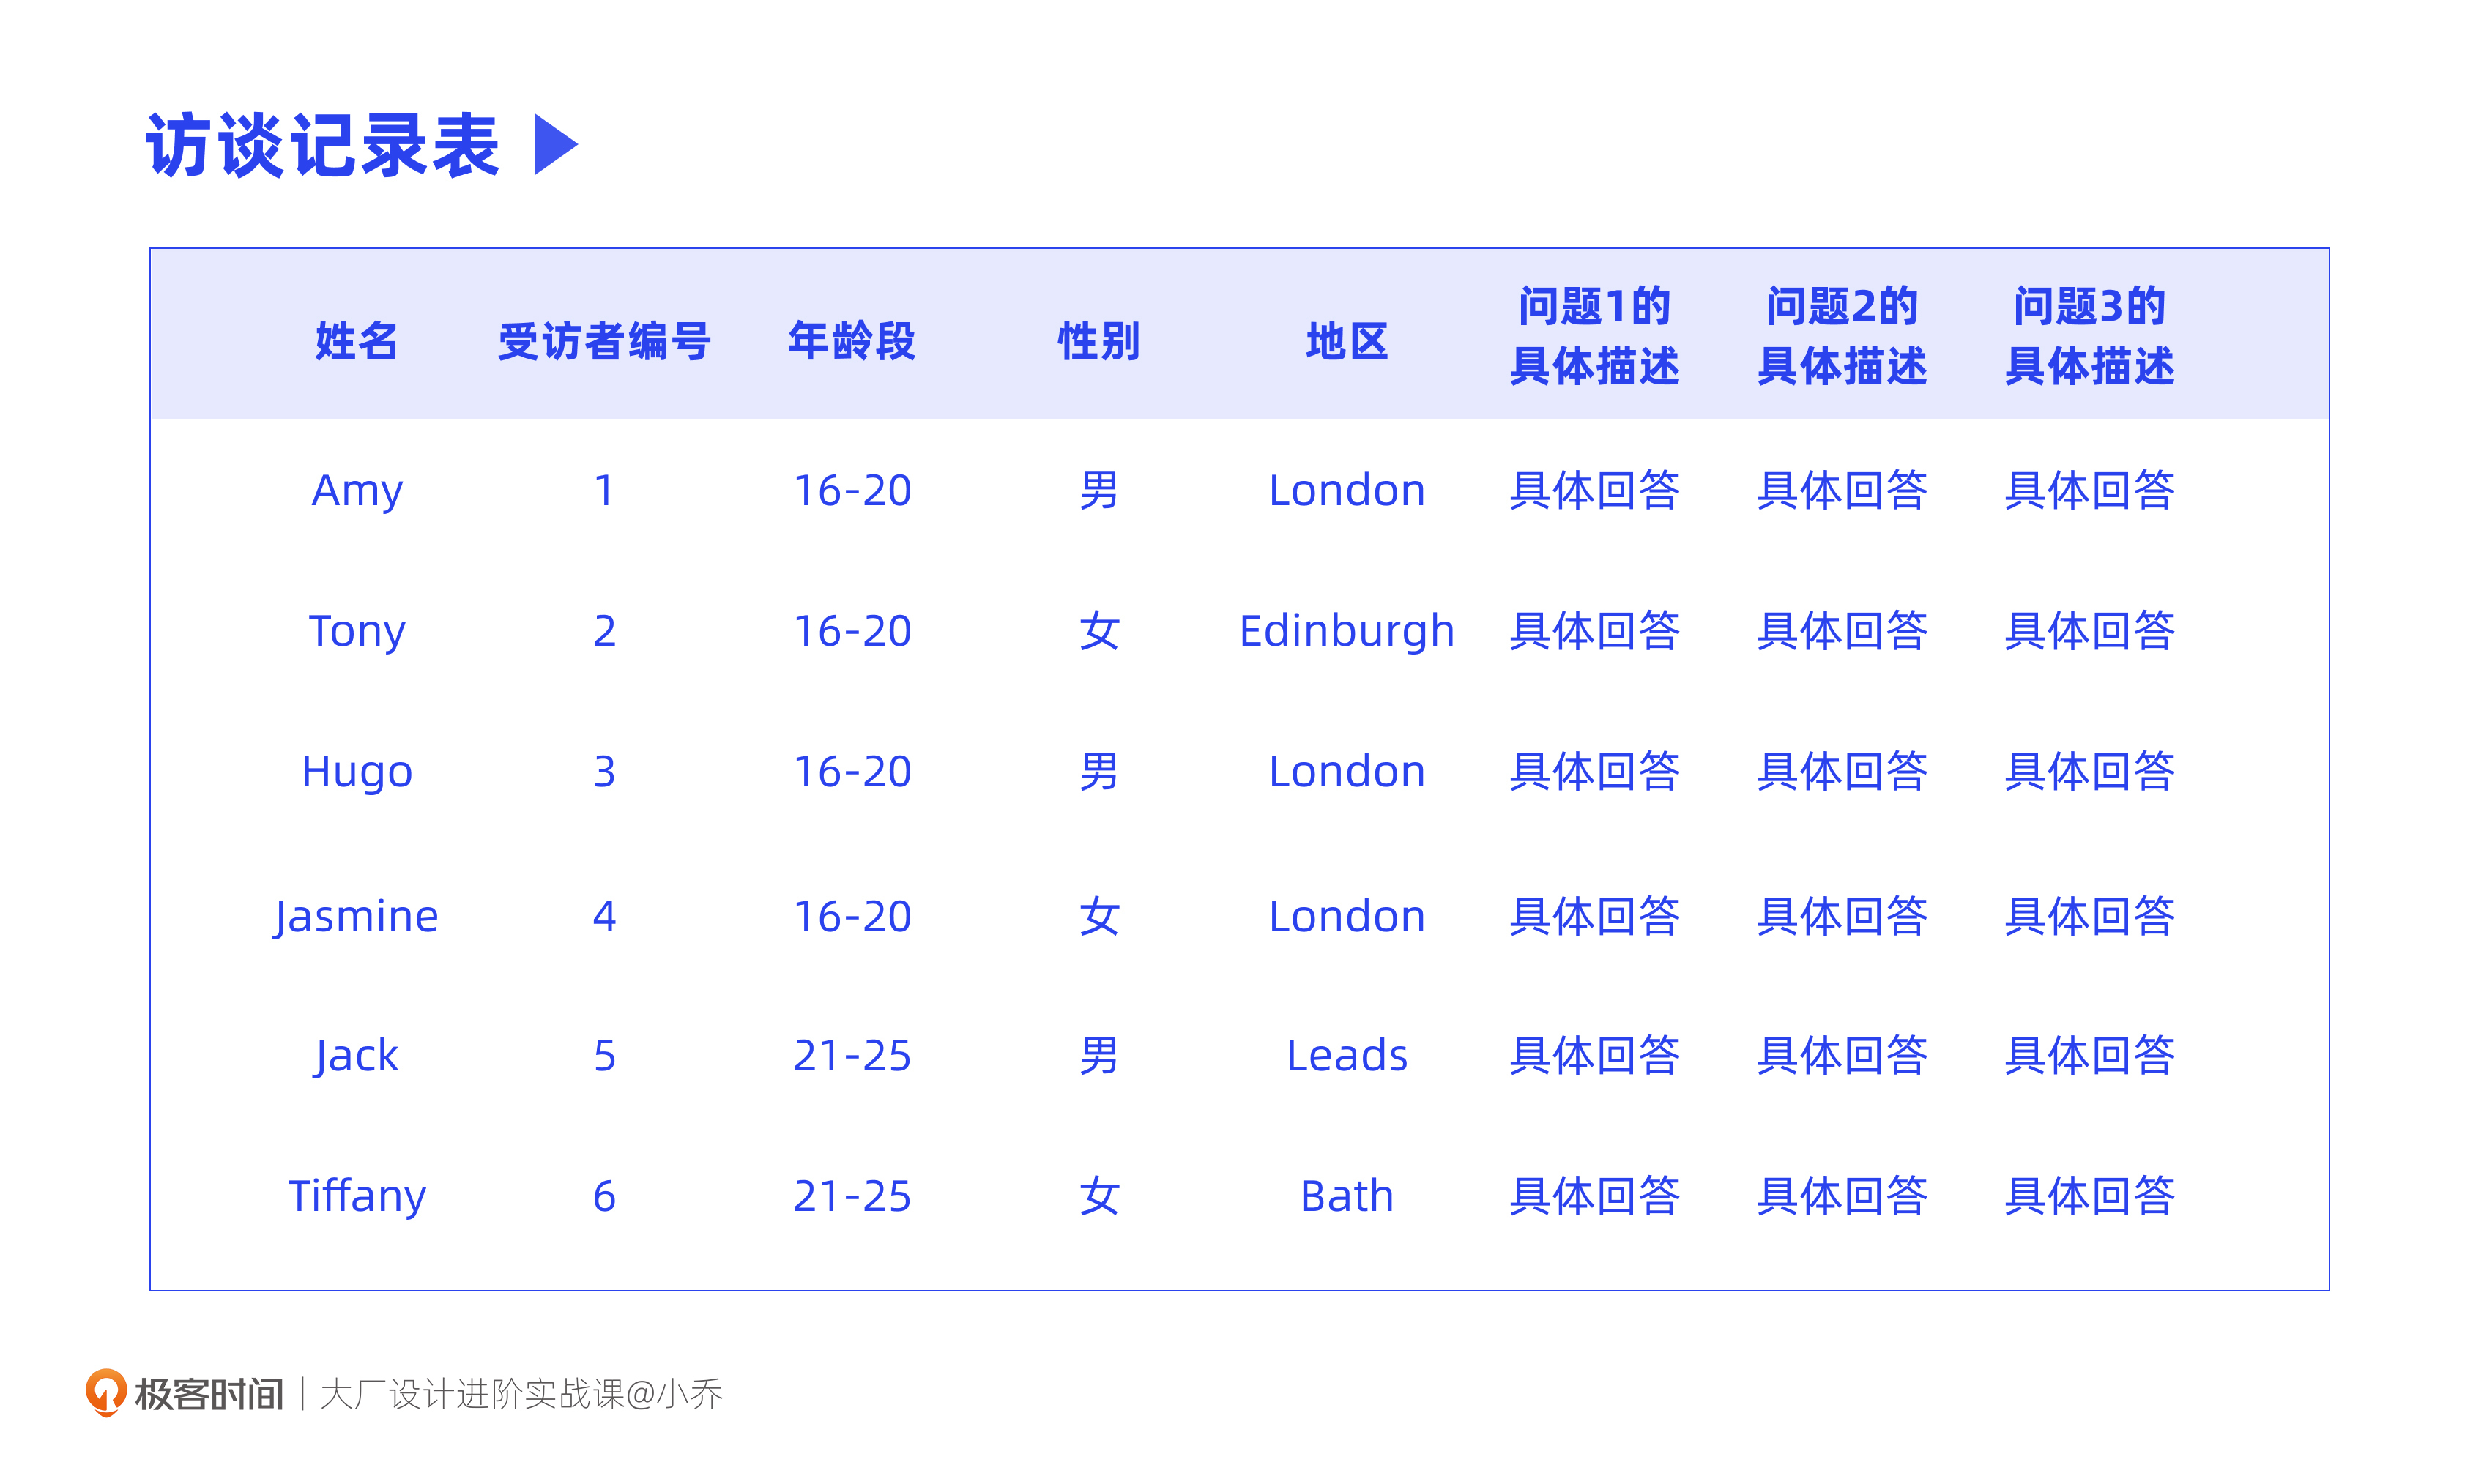 访谈记录表
姓名 受访者编号 年龄段 性别 地区 问题1的具体描述 问题2的具体描述 问题3的具体描述
Amy 1 16-20 男 London 具体回答 具体回答 具体回答
Tony 2 16-20 女 Edinburgh 具体回答 具体回答 具体回答
Hugo 3 16-20 男 London 具体回答 具体回答 具体回答
Jasmine 4 16-20 女 London 具体回答 具体回答 具体回答
Jack 5 21-25 男 Leads 具体回答 具体回答 具体回答
Tiffany 6 21-25 女 Bath 具体回答 具体回答 具体回答
极客时间 | 大厂设计进阶实战课@小乔